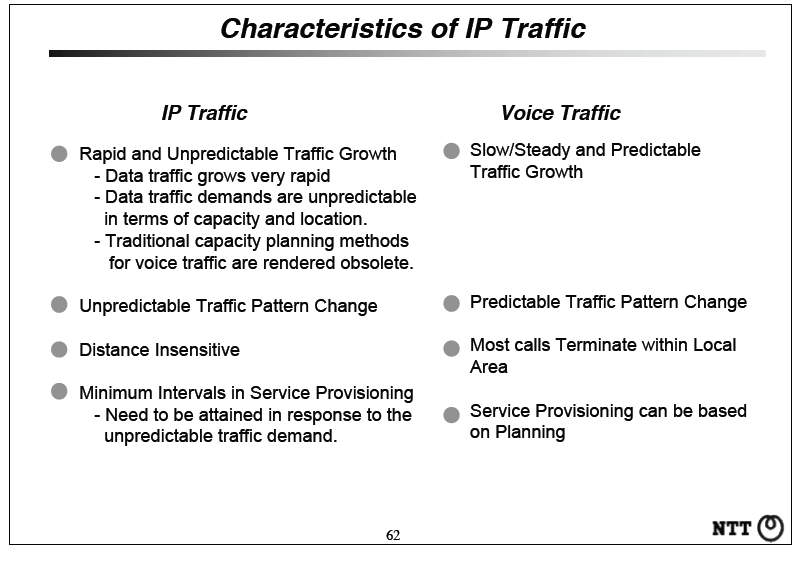 Characteristics of IP Traffic
IP Traffic
Rapid and Unpredictable Traffic Growth
- Data traffic grows very rapid
- Data traffic demands are unpredictable
in terms of capacity and location.
- Traditional capacity planning methods
for voice traffic are rendered obsolete.
Unpredictable Traffic Pattern Change
Distance Insensitive
Minimum Intervals in Service Provisioning
- Need to be attained in response to the
unpredictable traffic demand.
Voice Traffic
Slow/Steady and Predictable
Traffic Growth
Predictable Traffic Pattern Change
Most calls Terminate within Local
Area
Service Provisioning can be based
on Planning
62
NTT